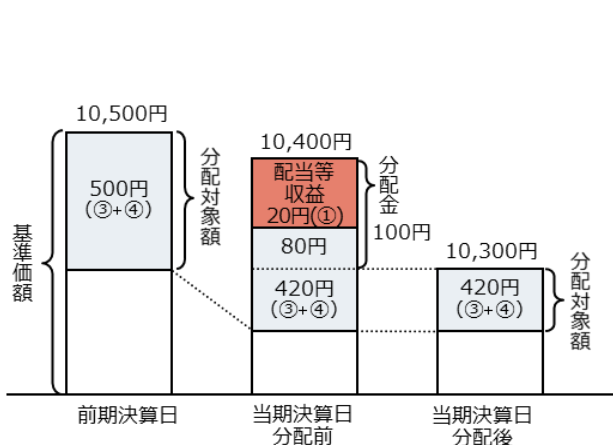 10,500円
500円
(③+④)
分配対象額
基準価額
前期決算日
10,400円
配当等
収益
20円(①)
80円
420円
(③+④)
分配金
100円
当期決算日
分配前
10,300円
420円
(③+④)
分配対象額
当期決算日
分配後